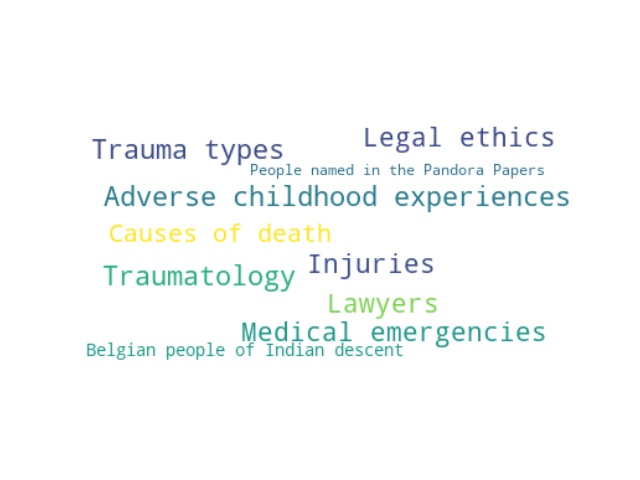 Legal ethics
Trauma types
People named in the Pandora Papers
Adverse childhood experiences
Causes of death
Injuries
Traumatology
Lawyers
Medical emergencies
Belgian people of Indian descent